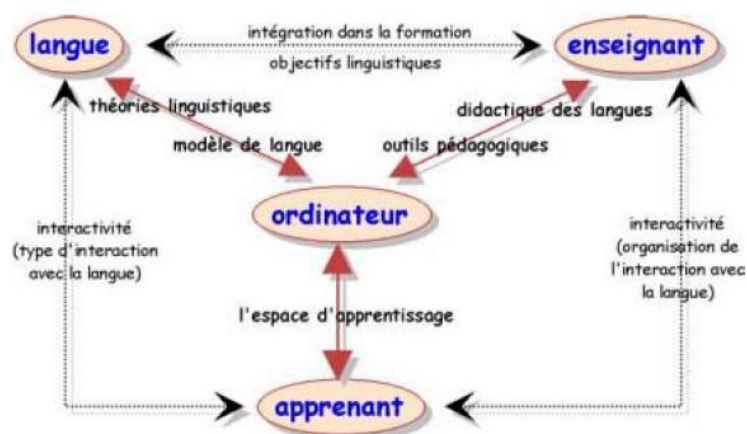 langue
intégration dans la formation
objectifs linguistiques
enseignant
théories linguistiques
didactique des langues
modèle de langue
outils pédagogiques
ordinateur
interactivité
(type d'interaction
avec la langue)
interactivité
(organisation de
l'interaction avec
la langue)
l'espace d'apprentissage
apprenant